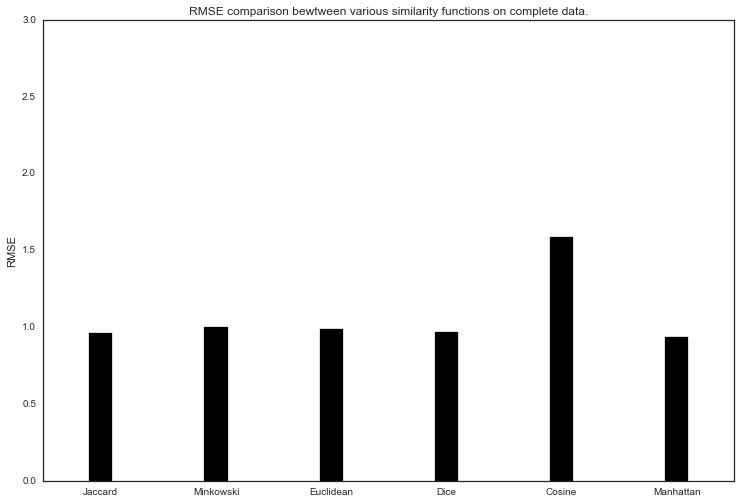 RMSE comparison bewtween various similarity functions on complete data.
3.0
2.5
2.0
1.5
1.0
0.5
0.0
RMSE
Jaccard
Minkowski
Euclidean
Dice
Cosine
Manhattan